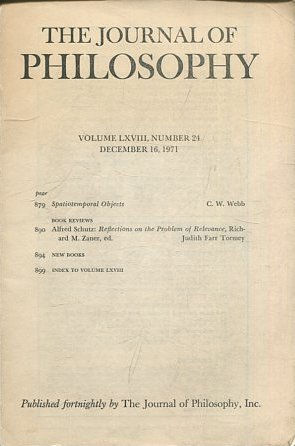 THE JOURNAL OF
PHILOSOPHY
VOLUME LXVIII, NUMBER 24
DECEMBER 16, 1971
page
879 Spatiotemporal Objects C. W. Webb
BOOK REVIEWS
890 Alfred Schutz: Reflections on the Problem of Relevance, Rich-
ard M. Zaner, ed. Judith Farr Tormey
894 NEW BOOKS
899 INDEX TO VOLUME LXVIII
Published fortnightly by The Journal of Philosophy, Inc.